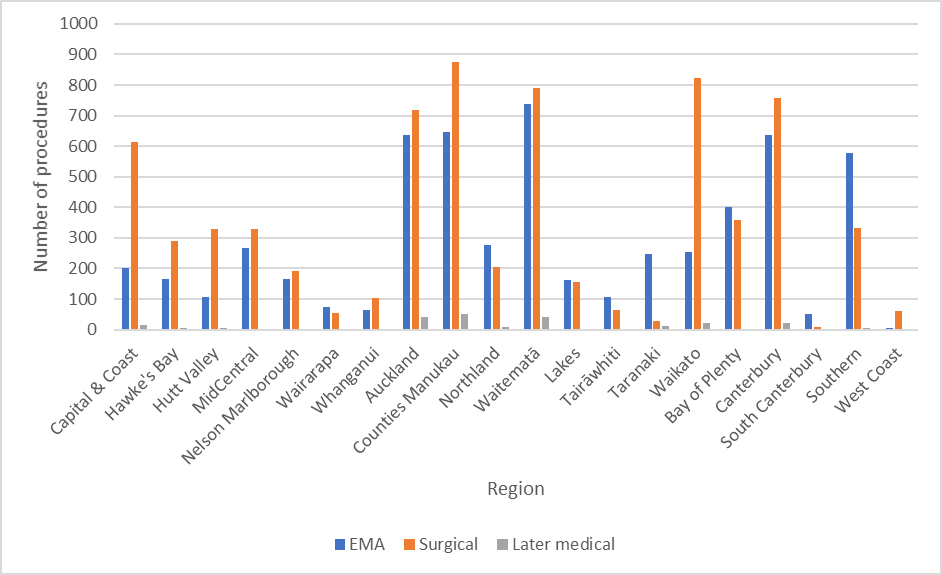 Number of procedures
1000
900
800
700
600
500
400
300
200
100
0
Capital & Coast
Hawke's Bay
Hutt Valley
MidCentral
Nelson Marlborough
Wairarapa
Whanganui
Auckland
Counties Manukau
Northland
Waitematā
Lakes
Tairāwhiti
Taranaki
Waikato
Bay of Plenty
Canterbury
South Canterbury
Southern
West Coast
Region
EMA Surgical Later medical